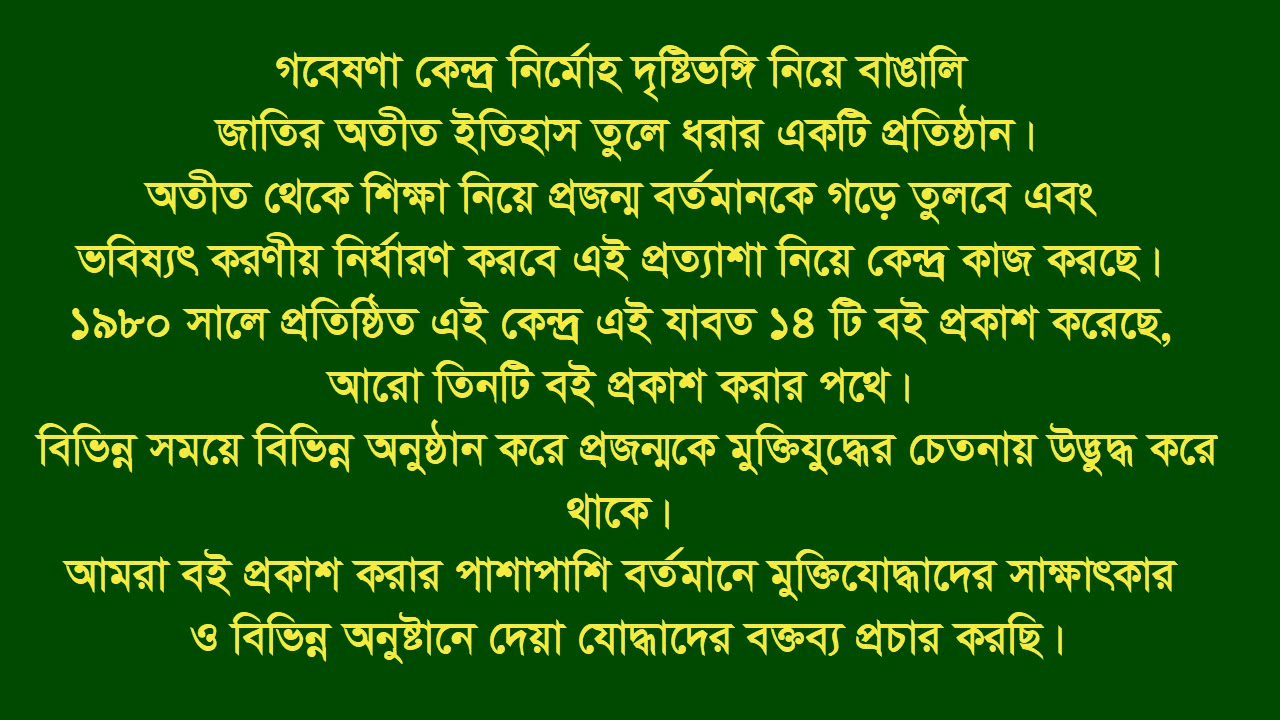 গবেষণা কেন্দ্র নির্মোহ দৃষ্টিভঙ্গি নিয়ে বাঙালি
জাতির অতীত ইতিহাস তুলে ধরার একটি প্রতিষ্ঠান।
অতীত থেকে শিক্ষা নিয়ে প্রজন্ম বর্তমানকে গড়ে তুলবে এবং
ভবিষ্যৎ করণীয় নির্ধারণ করবে এই প্রত্যাশা নিয়ে কেন্দ্র কাজ করছে।
১৯৮০ সালে প্রতিষ্ঠিত এই কেন্দ্র এই যাবত ১৪ টি বই প্রকাশ করেছে,
আরো তিনটি বই প্রকাশ করার পথে।
বিভিন্ন সময়ে বিভিন্ন অনুষ্ঠান করে প্রজন্মকে মুক্তিযুদ্ধের চেতনায় উদ্ভুদ্ধ করে
থাকে।
আমরা বই প্রকাশ করার পাশাপাশি বর্তমানে মুক্তিযোদ্ধাদের সাক্ষাৎকার
ও বিভিন্ন অনুষ্টানে দেয়া যোদ্ধাদের বক্তব্য প্রচার করছি।